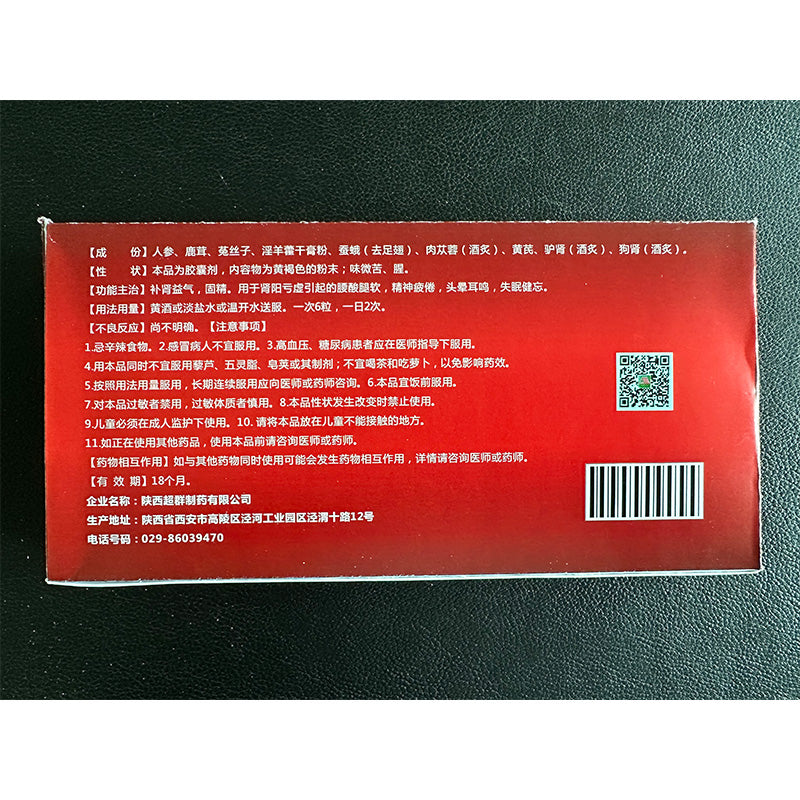 【成 份】人参、鹿茸、菟丝子、淫羊藿干膏粉、蚕蛾（去足翅）、肉苁蓉（酒炙）、黄芪、驴肾（酒炙）、狗肾（酒炙）。
【性 状】本品为胶囊剂，内容物为黄褐色的粉末；味微苦、腥。
【功能主治】补肾益气，固精。用于肾阳亏虚引起的腰酸腿软，精神疲倦，头晕耳鸣，失眠健忘。
【用法用量】黄酒或淡盐水或温开水送服。一次6粒，一日2次。
【不良反应】尚不明确。【注意事项】
1.忌辛辣食物。2.感冒病人不宜服用。3.高血压、糖尿病患者应在医师指导下服用。
4.用本品同时不宜服用藜芦、五灵脂、皂荚或其制剂；不宜喝茶和吃萝卜，以免影响药效。
5.按照用法用量服用，长期连续服用应向医师或药师咨询。6.本品宜饭前服用。
7.对本品过敏者禁用，过敏体质者慎用。8.本品性状发生改变时禁止使用。
9.儿童必须在成人监护下使用。10.请将本品放在儿童不能接触的地方。
11.如正在使用其他药品，使用本品前请咨询医师或药师。
【药物相互作用】如与其他药物同时使用可能会发生药物相互作用，详情请咨询医师或药师。
【有 效 期】18个月。
企业名称：陕西超群制药有限公司
生产地址：陕西省西安市高陵区泾河工业园区泾渭十路12号
电话号码：029-86039470